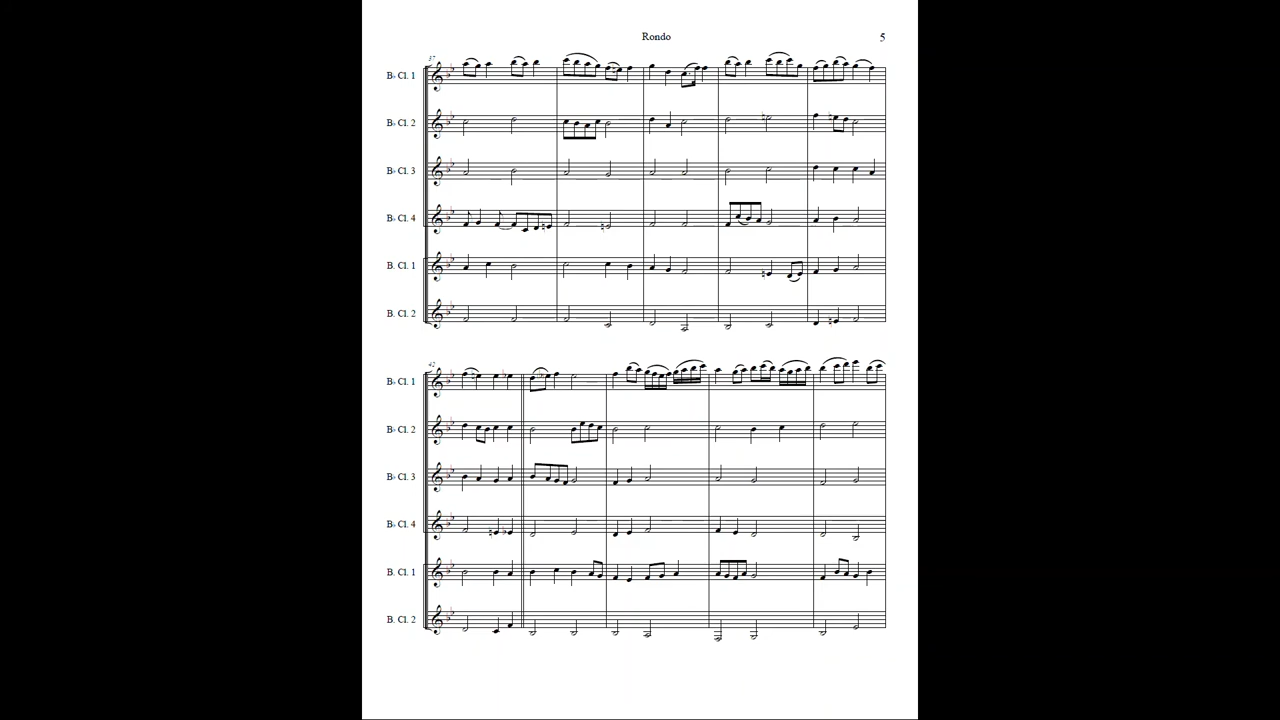 Rondo
5
37
B♭ Cl. 1
B♭ Cl. 2
B♭ Cl. 3
B♭ Cl. 4
B. Cl. 1
B. Cl. 2
42
B♭ Cl. 1
B♭ Cl. 2
B♭ Cl. 3
B♭ Cl. 4
B. Cl. 1
B. Cl. 2